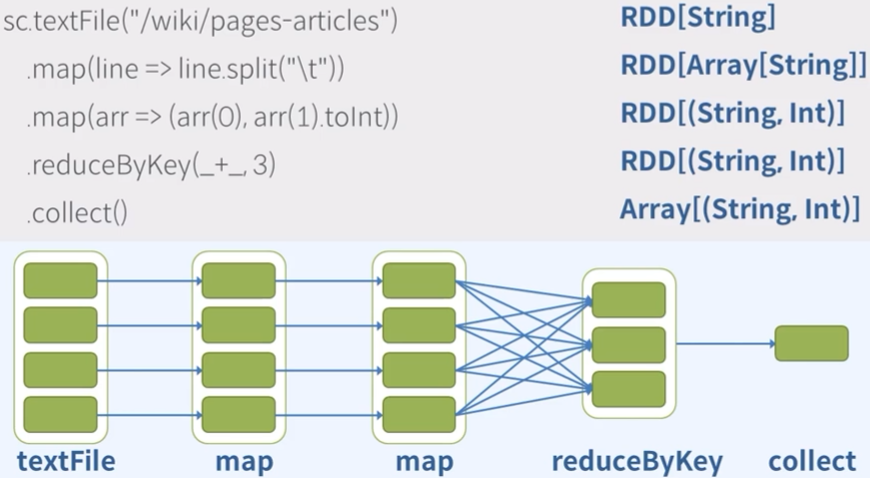 sc.textFile("/wiki/pages-articles") RDD[String]
.map(line => line.split("\t")) RDD[Array[String]]
.map(arr => (arr(0), arr(1).toInt)) RDD[(String, Int)]
.reduceByKey(_+_, 3) RDD[(String, Int)]
.collect() Array[(String, Int)]
textFile map map reduceByKey collect